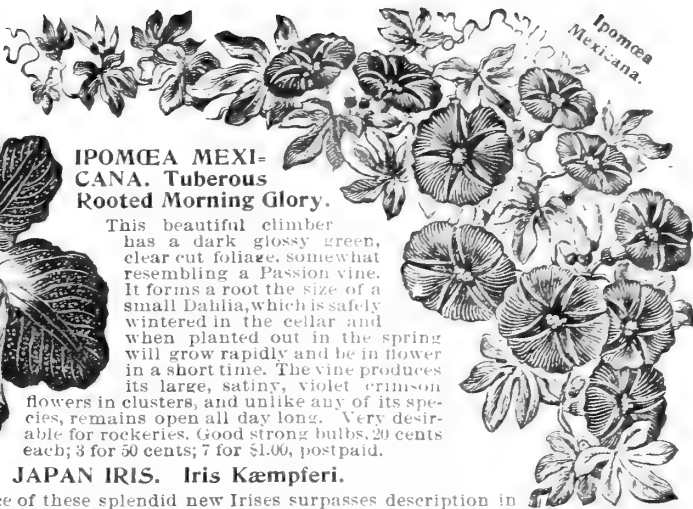 Ipomœa
Mexicana.
IPOMŒA MEXI=
CANA. Tuberous
Rooted Morning Glory.
This beautiful climber
has a dark glossy green,
clear cut foliage, somewhat
resembling a Passion vine.
It forms a root the size of a
small Dahlia, which is safely
wintered in the cellar and
when planted out in the spring
will grow rapidly and be in flower
in a short time. The vine produces
its large, satiny, violet crimson
flowers in clusters, and unlike any of its spe-
cies, remains open all day long. Very desir-
able for rockeries. Good strong bulbs, 20 cents
each; 3 for 50 cents; 7 for $1.00, postpaid.
JAPAN IRIS. Iris Kæmpferi.
of these splendid new Irises surpasses description in